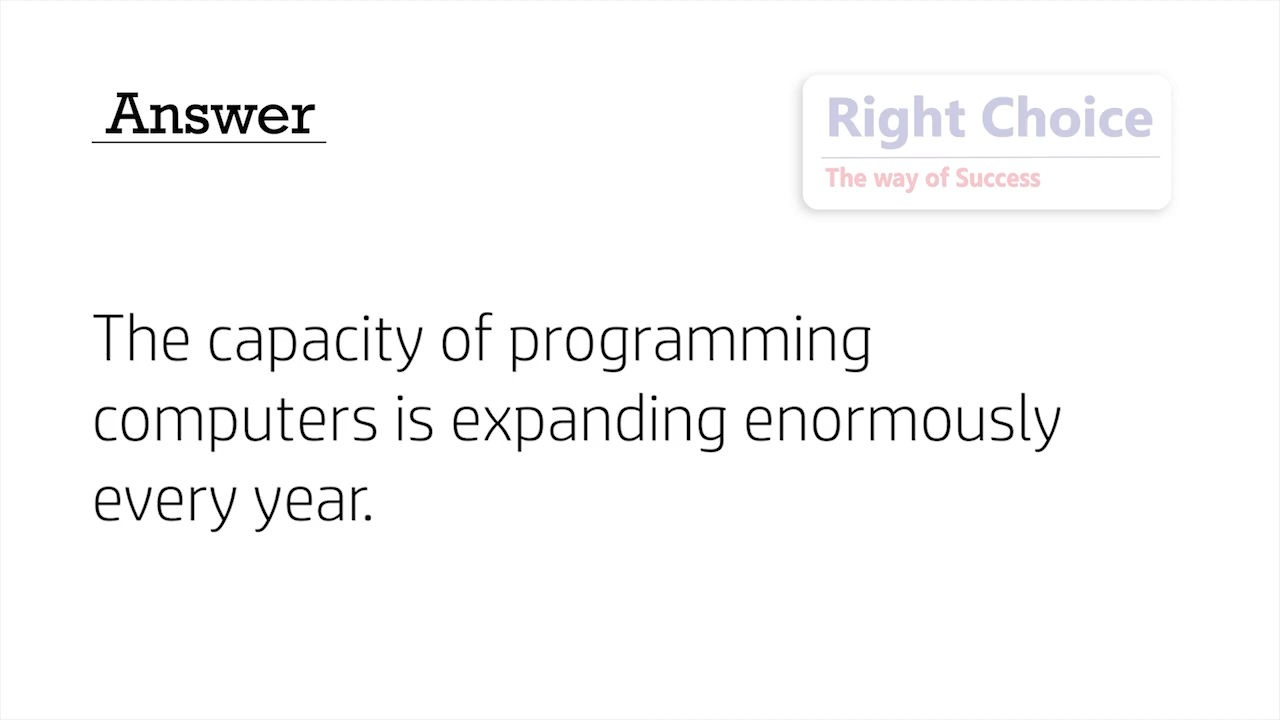 Answer
Right Choice
The way of Success
The capacity of programming
computers is expanding enormously
every year.